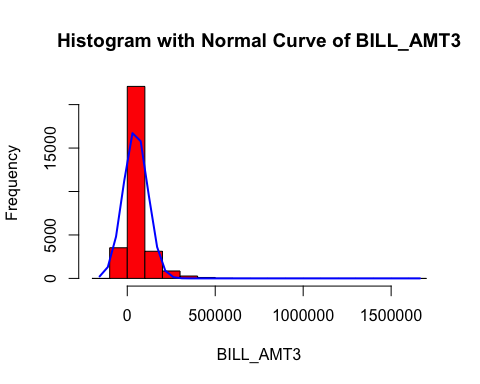 Histogram with Normal Curve of BILL_AMT3
Frequency
15000
5000
0
0 500000 1000000 1500000
BILL_AMT3